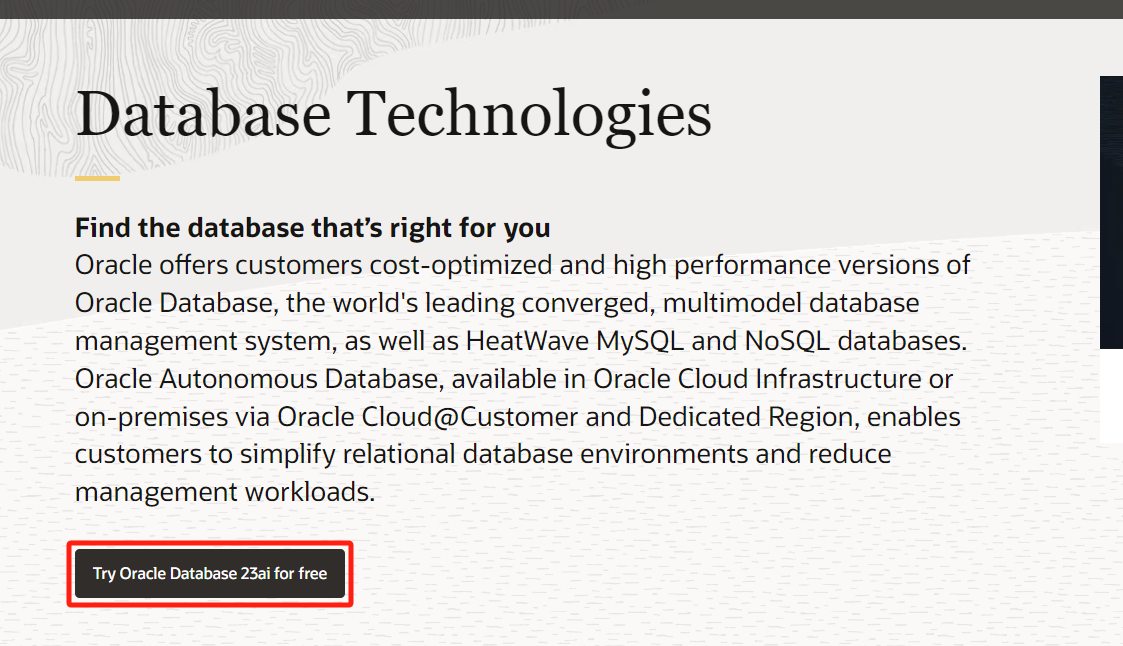 Database Technologies
Find the database that’s right for you
Oracle offers customers cost-optimized and high performance versions of
Oracle Database, the world's leading converged, multimodel database
management system, as well as HeatWave MySQL and NoSQL databases.
Oracle Autonomous Database, available in Oracle Cloud Infrastructure or
on-premises via Oracle Cloud@Customer and Dedicated Region, enables
customers to simplify relational database environments and reduce
management workloads.
Try Oracle Database 23ai for free